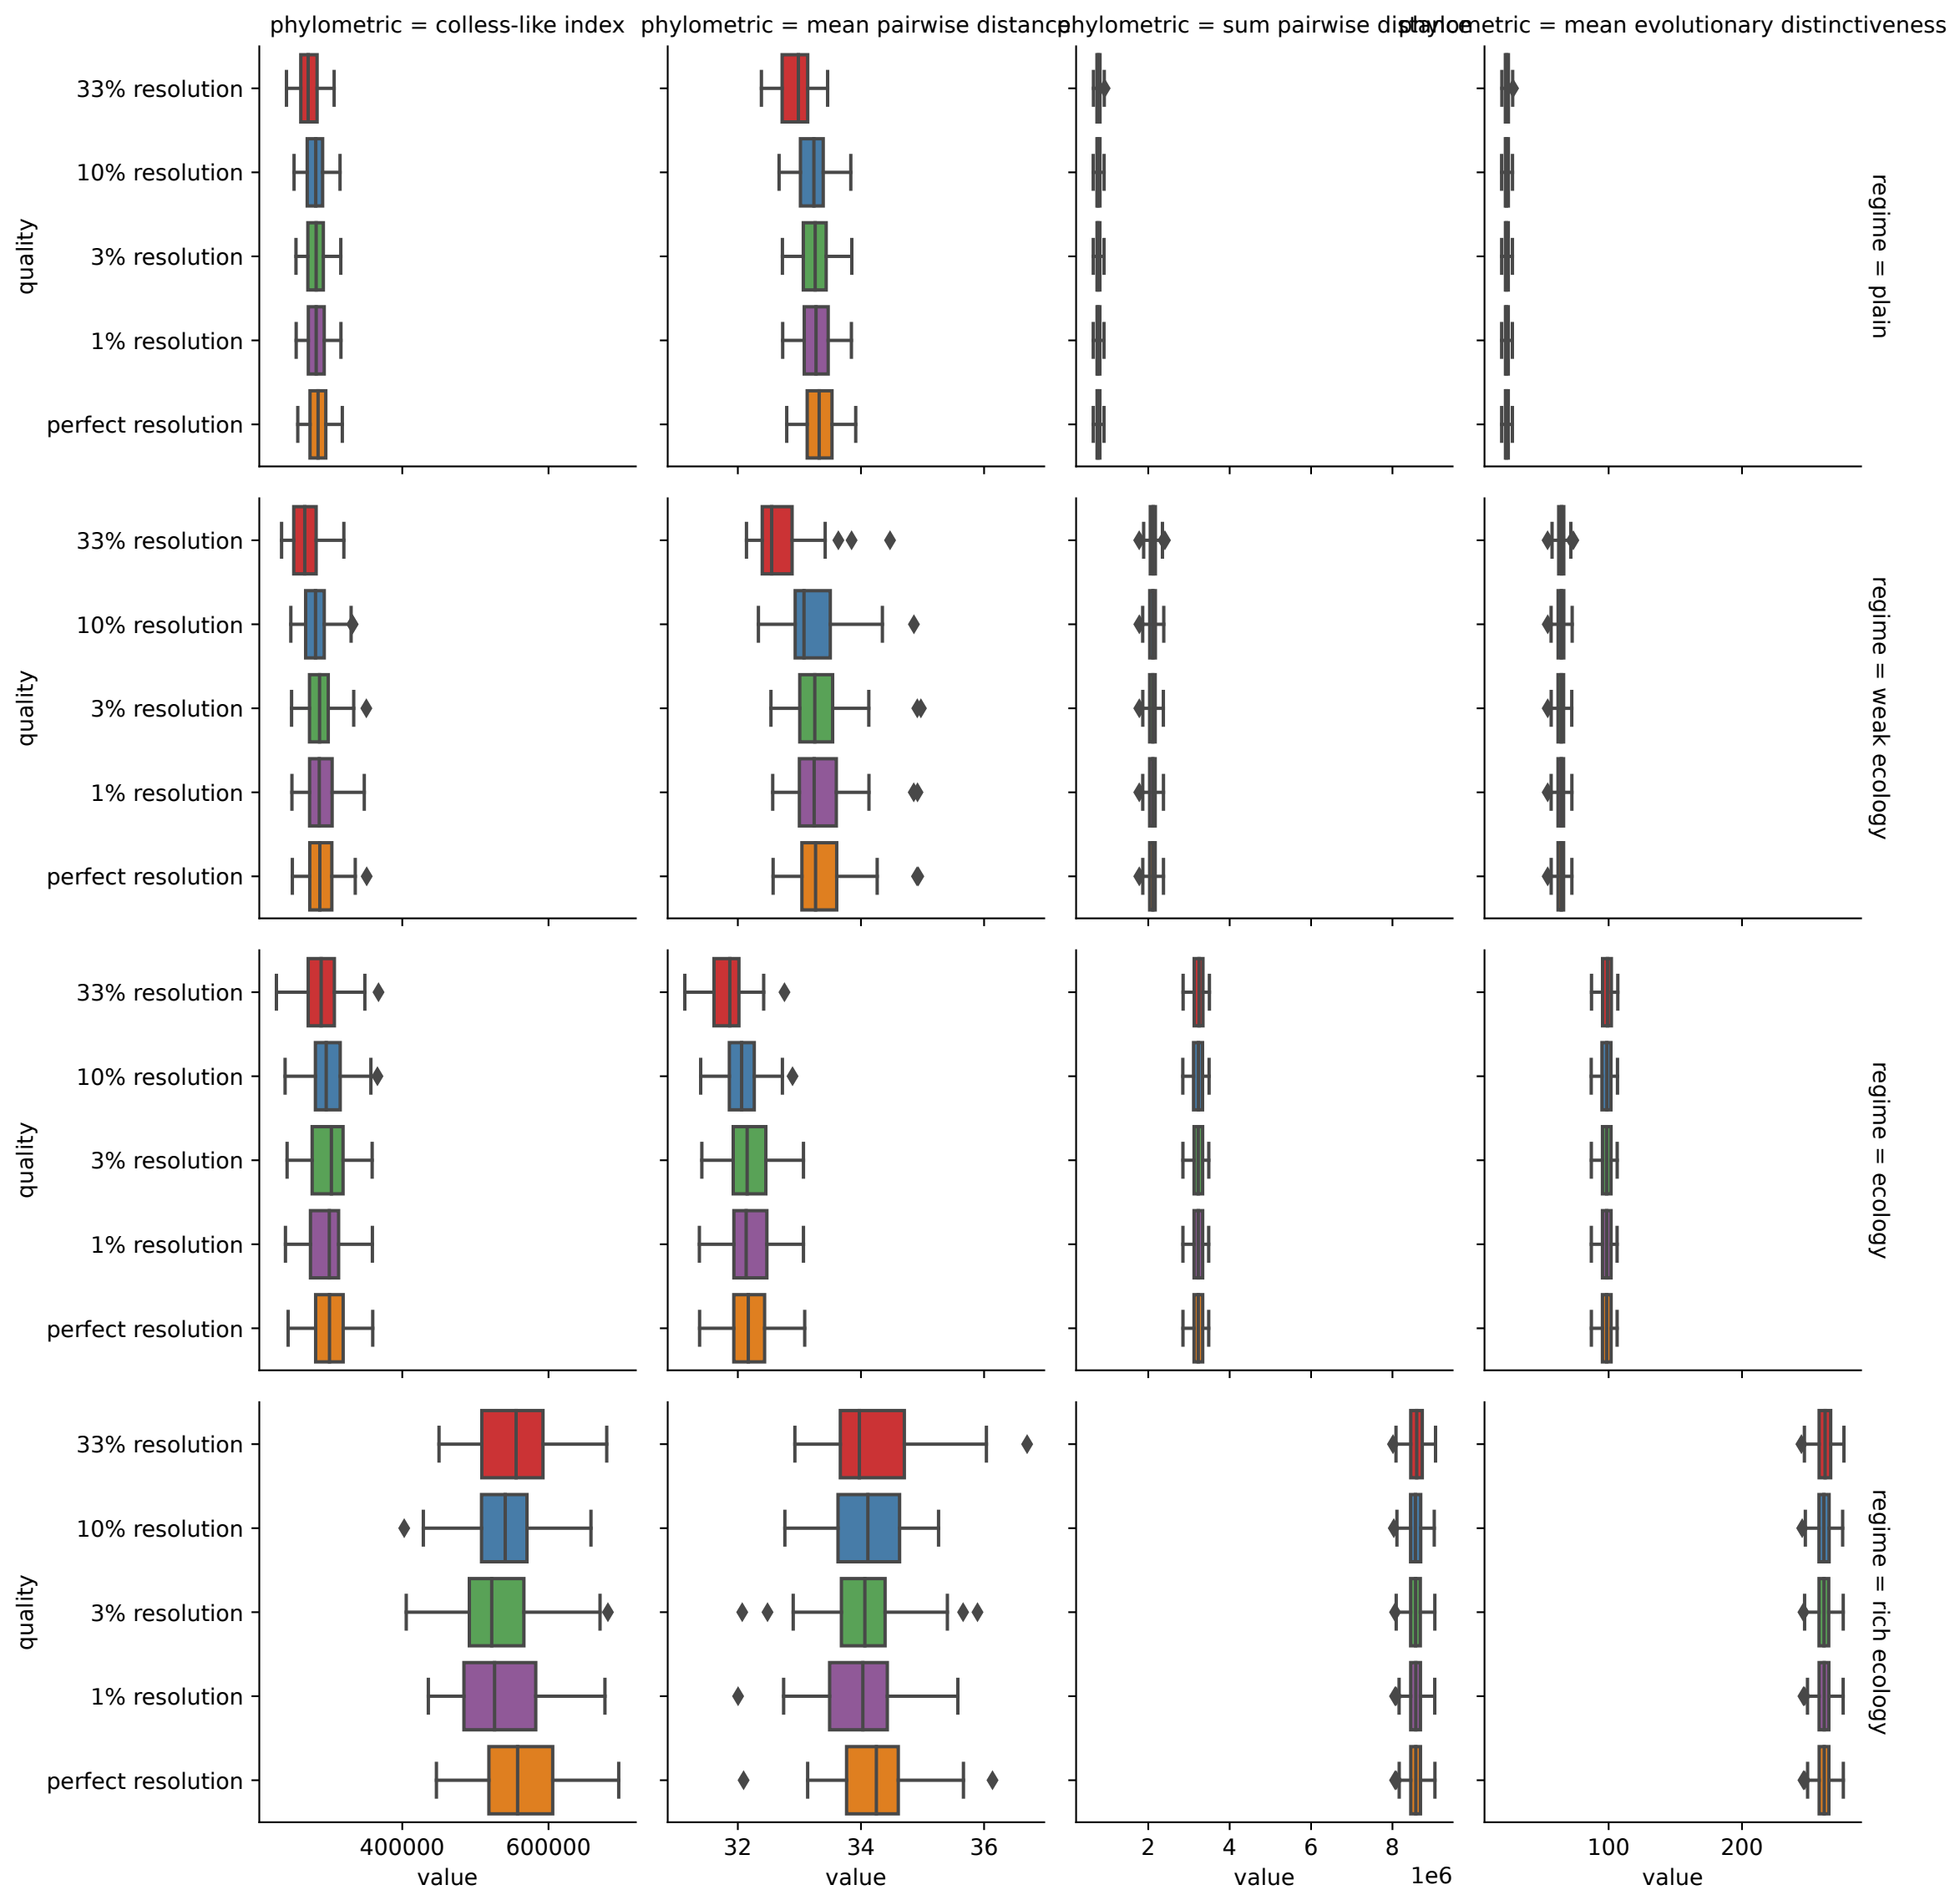 phylometric = colless-like index
phylometric = mean pairwise distance
phylometric = sum pairwise distance
phylometric = mean evolutionary distinctiveness
quality
33% resolution
10% resolution
3% resolution
1% resolution
perfect resolution
regime = plain
quality
33% resolution
10% resolution
3% resolution
1% resolution
perfect resolution
regime = weak ecology
quality
33% resolution
10% resolution
3% resolution
1% resolution
perfect resolution
regime = ecology
quality
33% resolution
10% resolution
3% resolution
1% resolution
perfect resolution
regime = rich ecology
400000 600000
value
32 34 36
value
2 4 6 8
1e6
value
100 200
value